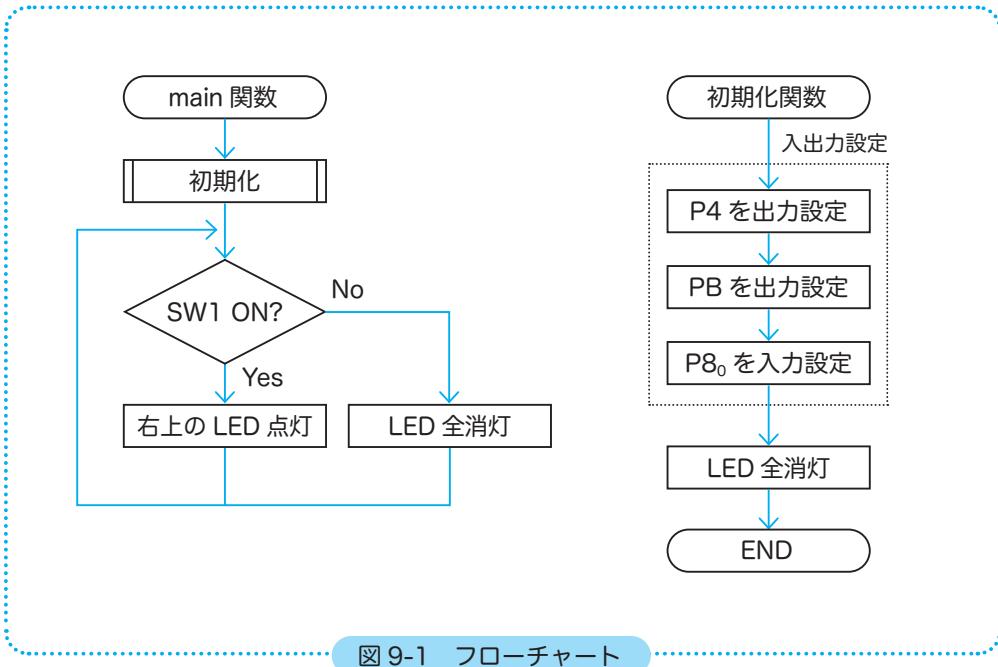 main 関数
初期化
SW1 ON?
No
Yes
右上の LED 点灯
LED 全消灯
初期化関数
入出力設定
P4 を出力設定
PB を出力設定
P8₀ を入力設定
LED 全消灯
END
図 9-1　フローチャート